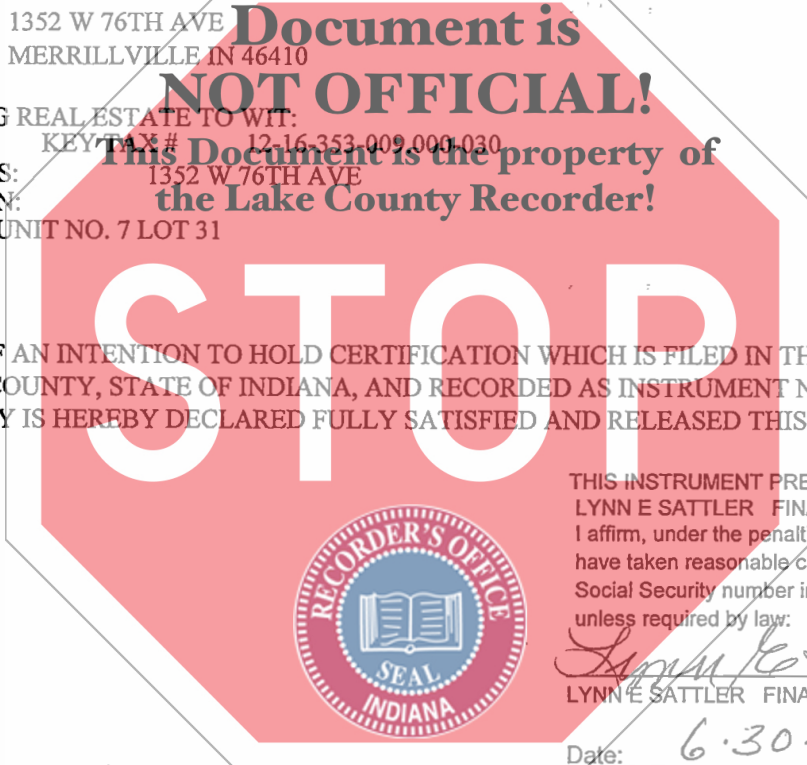 1352 W 76TH AVE
MERRILLVILLE IN 46410
Document is
NOT OFFICIAL!
This Document is the property of
the Lake County Recorder!
G REAL ESTATE TO WIT:
KEY TAX # 12-16-353-009.000-030
S: 1352 W 76TH AVE
N:
UNIT NO. 7 LOT 31
STOP
F AN INTENTION TO HOLD CERTIFICATION WHICH IS FILED IN TH
COUNTY, STATE OF INDIANA, AND RECORDED AS INSTRUMENT N
Y IS HEREBY DECLARED FULLY SATISFIED AND RELEASED THIS
THIS INSTRUMENT PRE
LYNN E SATTLER FINA
I affirm, under the penalt
have taken reasonable c
Social Security number i
unless required by law:
LYNN E SATTLER FINA
Date: 6.30.
RECORDER'S OFFICE
SEAL
INDIANA